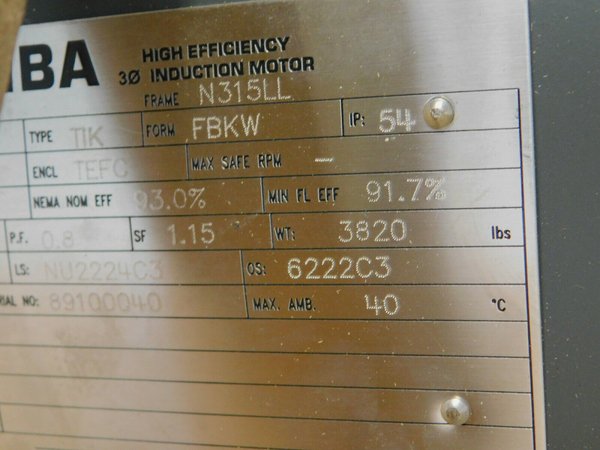 IBA HIGH EFFICIENCY
3Ø INDUCTION MOTOR
FRAME N315LL
TYPE TIK FORM FBKW IP: 54
ENCL TEFC MAX SAFE RPM —
NEMA NOM EFF 93.0% MIN FL EFF 91.7%
P.F. 0.8 SF 1.15 WT: 3820 lbs
LS: NU2224C3 OS: 6222C3
RIAL NO: 89100040 MAX. AMB. 40 °C